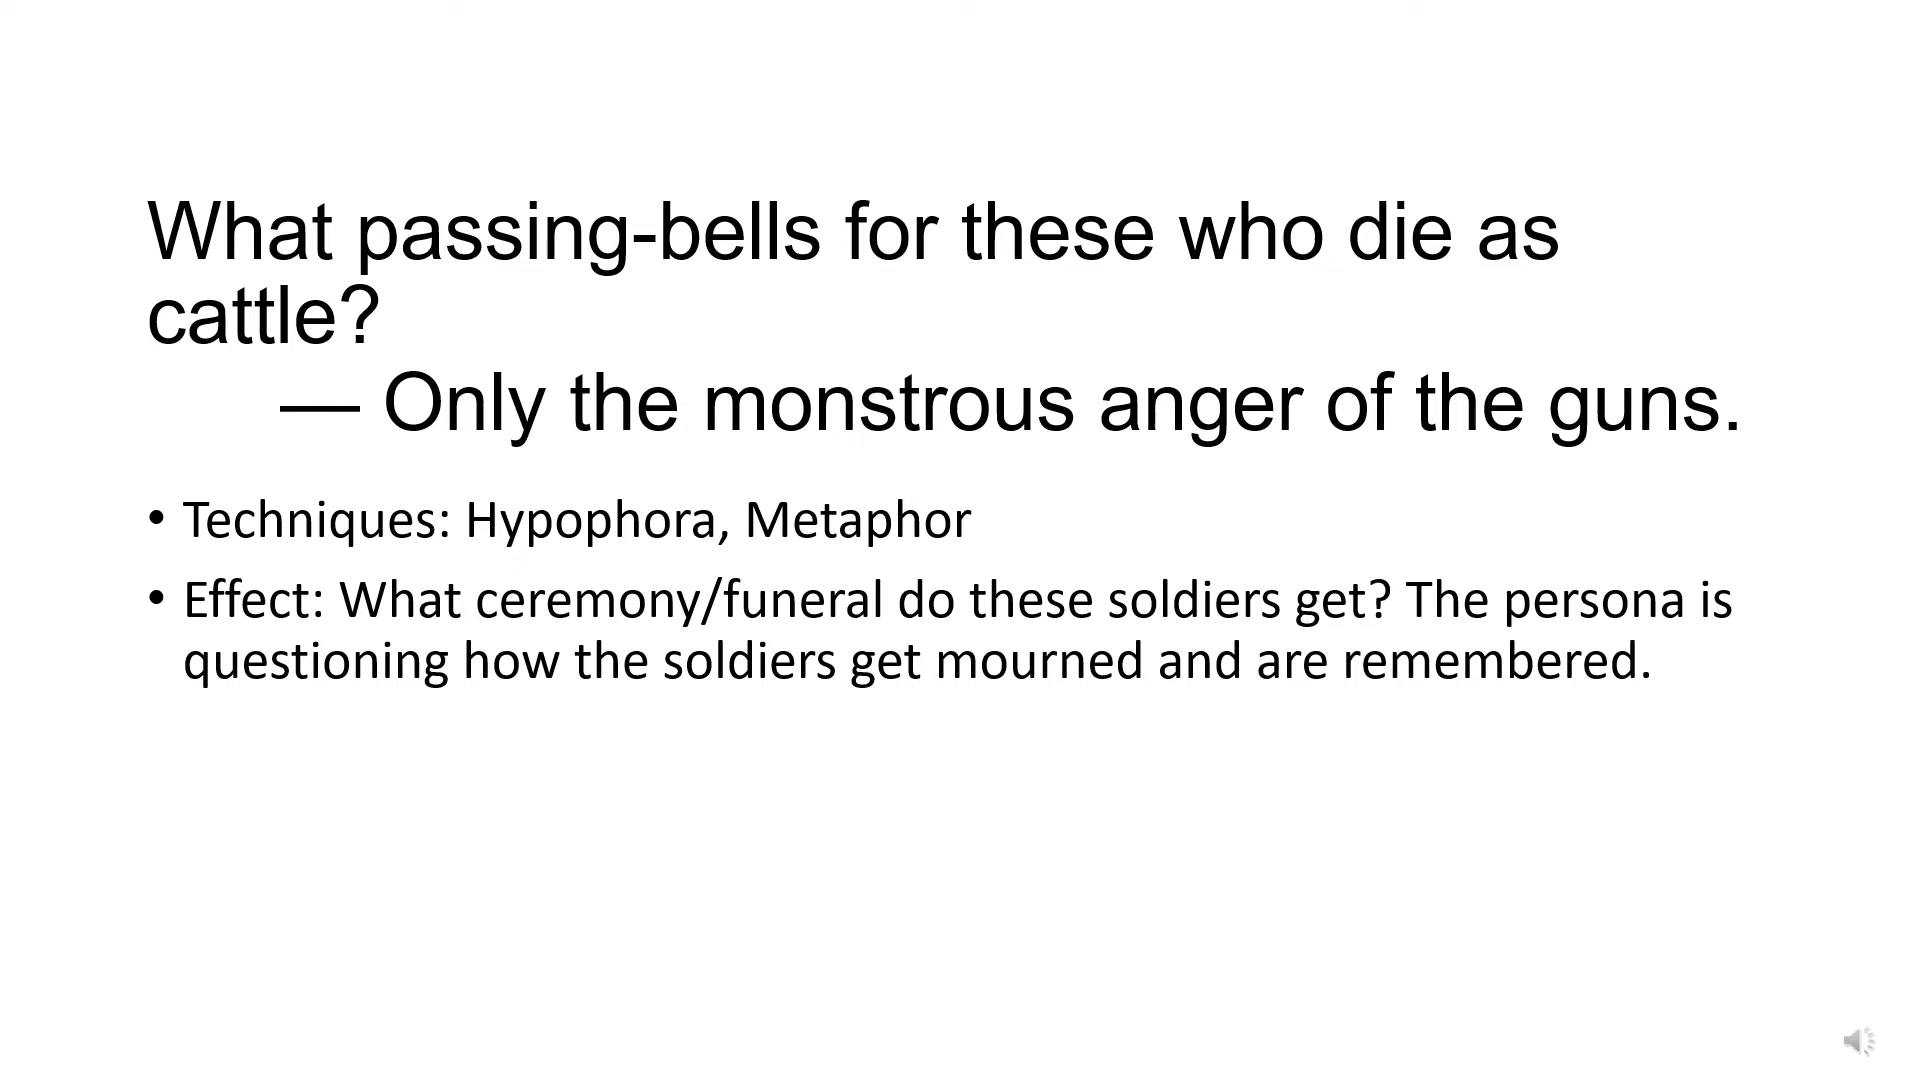 What passing-bells for these who die as
cattle?
— Only the monstrous anger of the guns.
• Techniques: Hypophora, Metaphor
• Effect: What ceremony/funeral do these soldiers get? The persona is
questioning how the soldiers get mourned and are remembered.